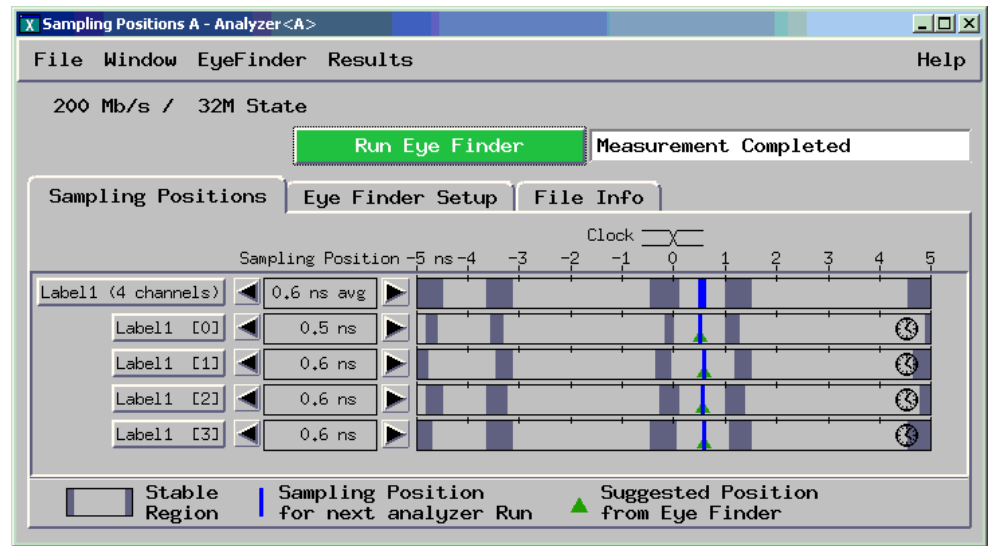 X Sampling Positions A - Analyzer<A>
File Window EyeFinder Results Help
200 Mb/s / 32M State
Run Eye Finder Measurement Completed
Sampling Positions Eye Finder Setup File Info
Clock
Sampling Position -5 ns -4 -3 -2 -1 0 1 2 3 4 5
Label1 (4 channels) 0.6 ns avg
Label1 [0] 0.5 ns
Label1 [1] 0.6 ns
Label1 [2] 0.6 ns
Label1 [3] 0.6 ns
Stable Sampling Position Suggested Position
Region for next analyzer Run from Eye Finder